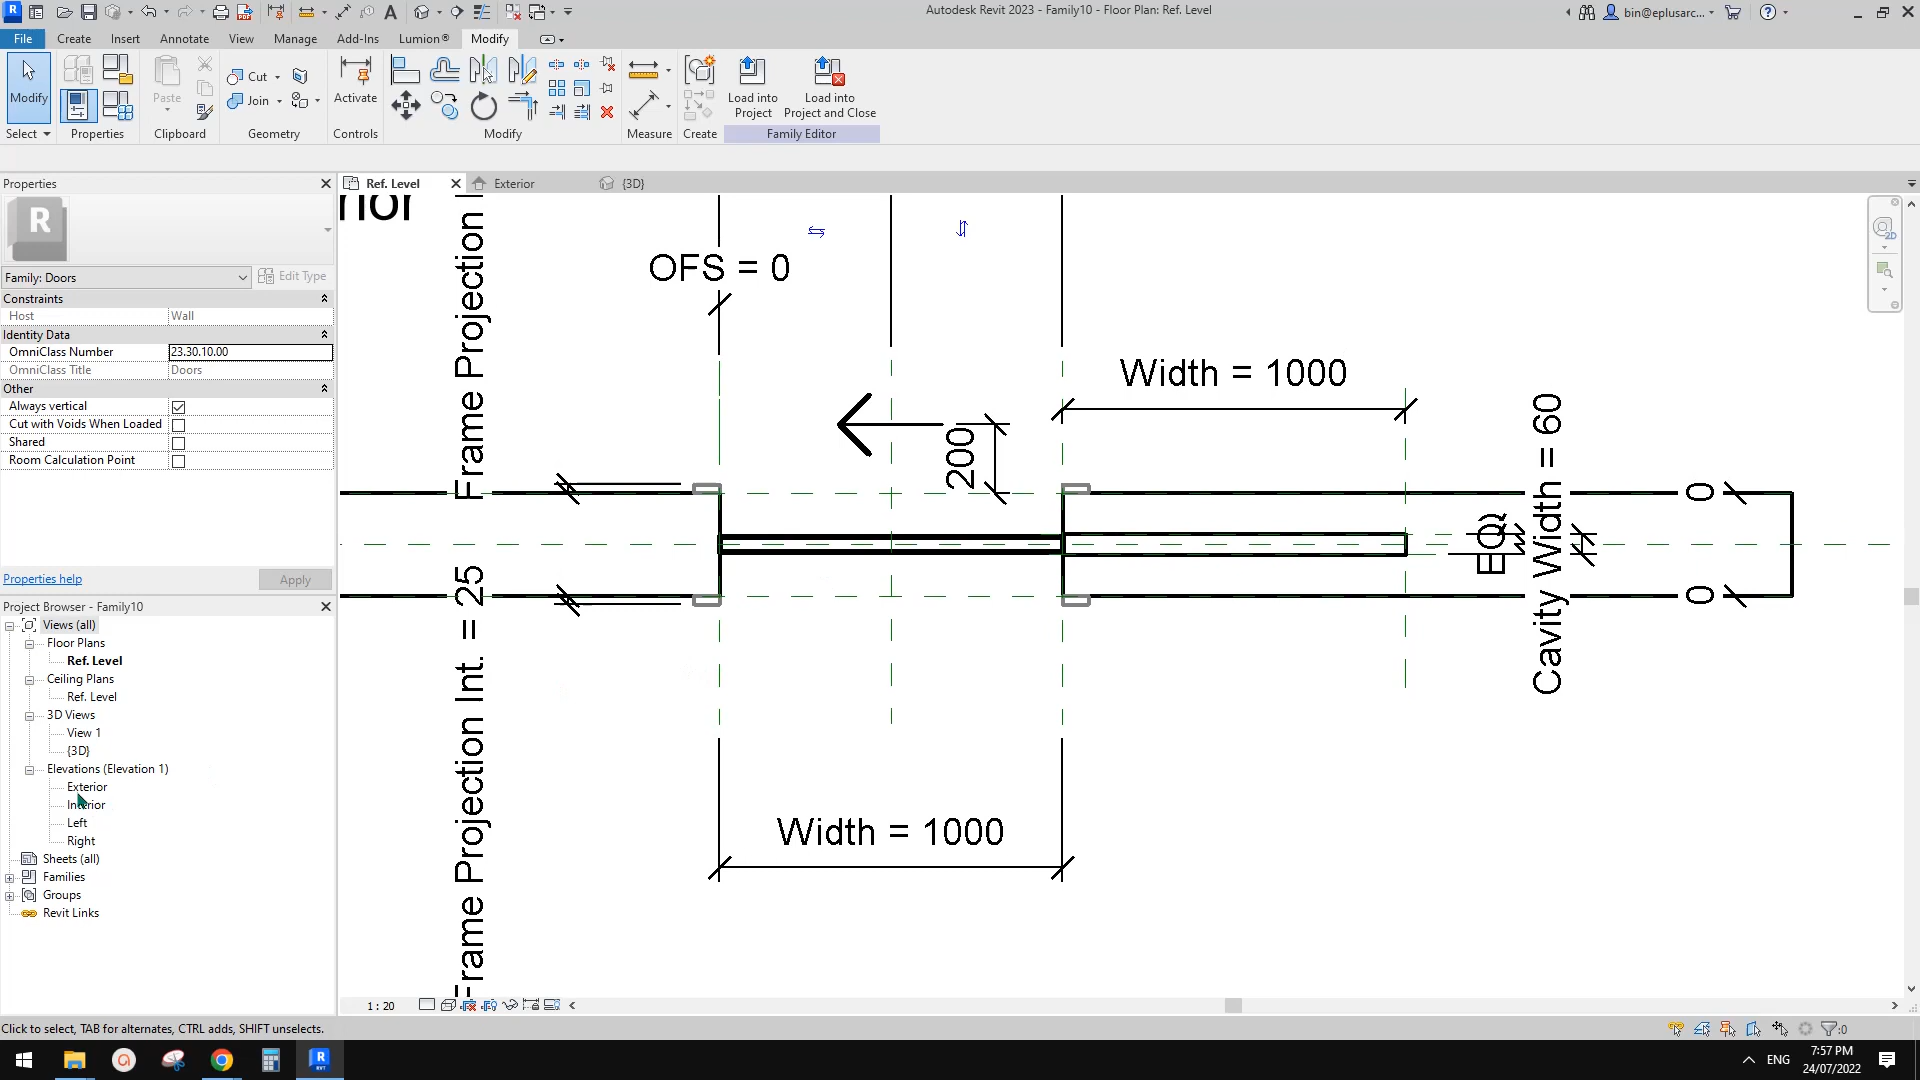 Autodesk Revit 2023 - Family10 - Floor Plan: Ref. Level
bin@eplusarc...
File Create Insert Annotate View Manage Add-Ins Lumion® Modify
Modify
Paste
Cut
Join
Activate
Load into
Project
Load into
Project and Close
Select Properties Clipboard Geometry Controls Modify Measure Create Family Editor
Properties
Ref. Level
Exterior
{3D}
R
Family: Doors
Edit Type
Constraints
Host Wall
Identity Data
OmniClass Number 23.30.10.00
OmniClass Title Doors
Other
Always vertical
Cut with Voids When Loaded
Shared
Room Calculation Point
Properties help
Apply
Project Browser - Family10
Views (all)
Floor Plans
Ref. Level
Ceiling Plans
Ref. Level
3D Views
View 1
{3D}
Elevations (Elevation 1)
Exterior
Interior
Left
Right
Sheets (all)
Families
Groups
Revit Links
Frame Projection
OFS = 0
Width = 1000
200
EQ
Cavity Width = 60
0
0
Frame Projection Int. = 25
Width = 1000
2D
1 : 20
Click to select, TAB for alternates, CTRL adds, SHIFT unselects.
:0
ENG
7:57 PM
24/07/2022